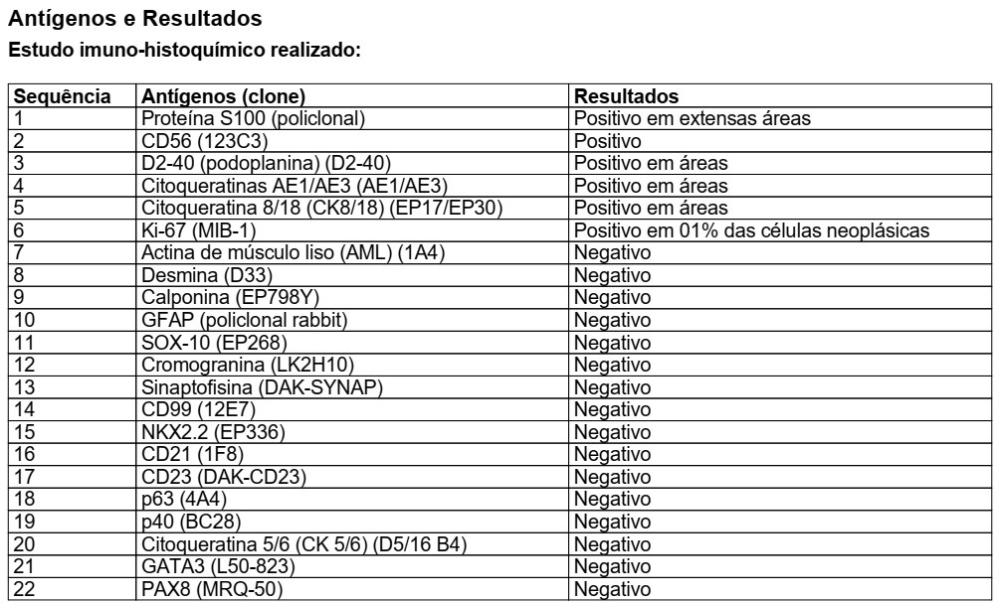 Antígenos e Resultados
Estudo imuno-histoquímico realizado:
Sequência Antígenos (clone) Resultados
1 Proteína S100 (policlonal) Positivo em extensas áreas
2 CD56 (123C3) Positivo
3 D2-40 (podoplanina) (D2-40) Positivo em áreas
4 Citoqueratinas AE1/AE3 (AE1/AE3) Positivo em áreas
5 Citoqueratina 8/18 (CK8/18) (EP17/EP30) Positivo em áreas
6 Ki-67 (MIB-1) Positivo em 01% das células neoplásicas
7 Actina de músculo liso (AML) (1A4) Negativo
8 Desmina (D33) Negativo
9 Calponina (EP798Y) Negativo
10 GFAP (policlonal rabbit) Negativo
11 SOX-10 (EP268) Negativo
12 Cromogranina (LK2H10) Negativo
13 Sinaptofisina (DAK-SYNAP) Negativo
14 CD99 (12E7) Negativo
15 NKX2.2 (EP336) Negativo
16 CD21 (1F8) Negativo
17 CD23 (DAK-CD23) Negativo
18 p63 (4A4) Negativo
19 p40 (BC28) Negativo
20 Citoqueratina 5/6 (CK 5/6) (D5/16 B4) Negativo
21 GATA3 (L50-823) Negativo
22 PAX8 (MRQ-50) Negativo